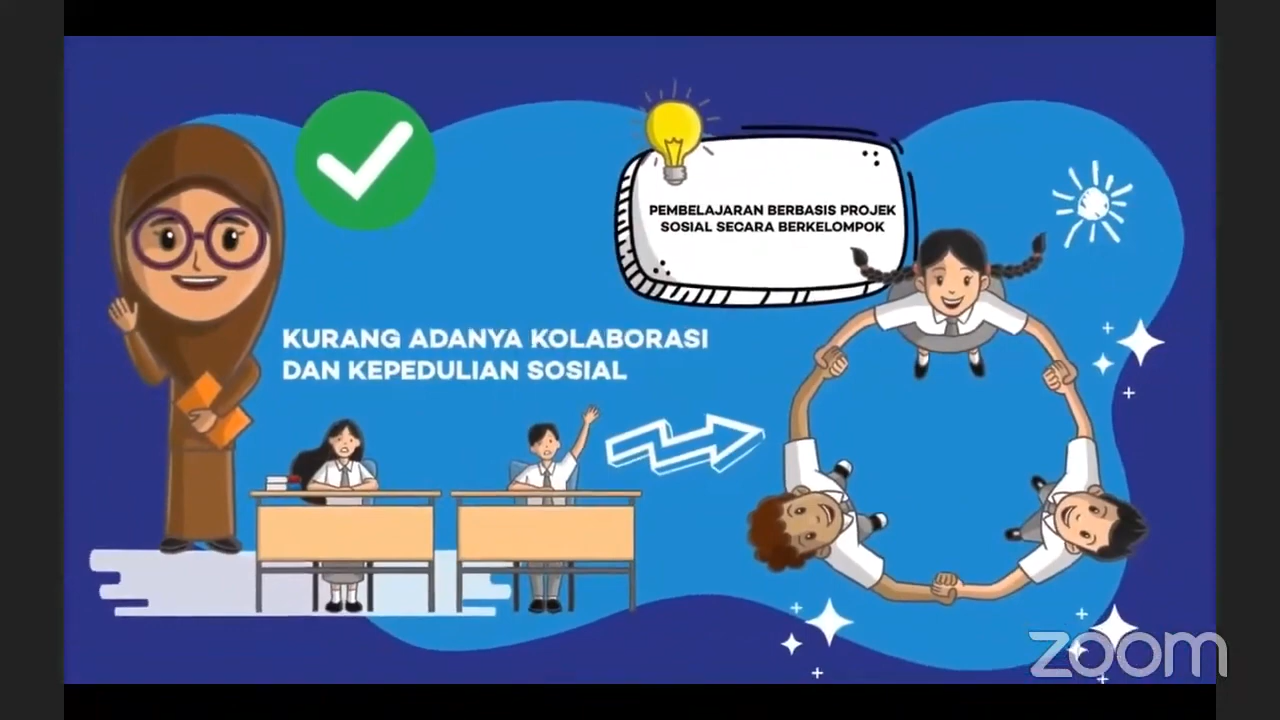 PEMBELAJARAN BERBASIS PROJEK
SOSIAL SECARA BERKELOMPOK
KURANG ADANYA KOLABORASI
DAN KEPEDULIAN SOSIAL
zoom